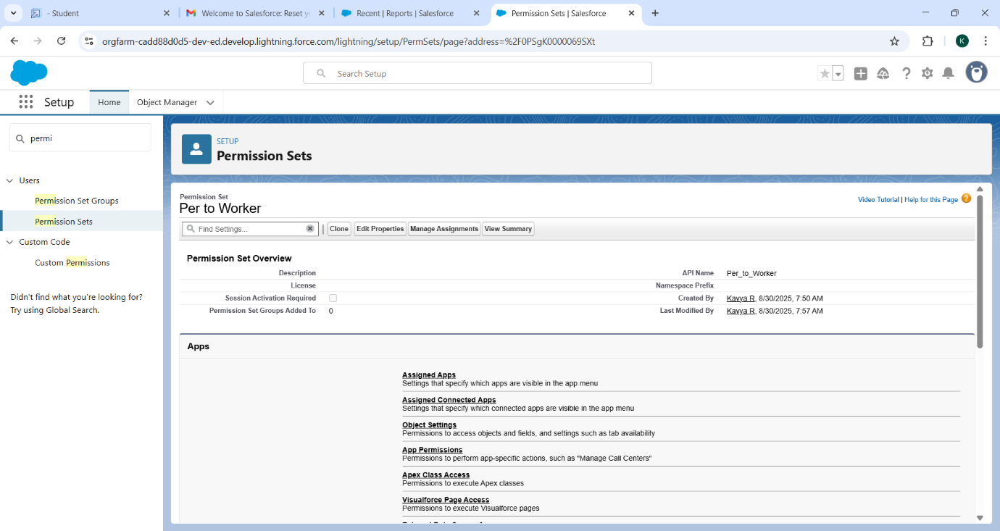 - Student
Welcome to Salesforce: Reset yo
Recent | Reports | Salesforce
Permission Sets | Salesforce
orgfarm-cadd88d0d5-dev-ed.develop.lightning.force.com/lightning/setup/PermSets/page?address=%2F0PSgK0000069SXt
K
Search Setup
Setup
Home
Object Manager
permi
Users
Permission Set Groups
Permission Sets
Custom Code
Custom Permissions
Didn't find what you're looking for?
Try using Global Search.
SETUP
Permission Sets
Permission Set
Per to Worker
Video Tutorial | Help for this Page
Find Settings...
Clone
Edit Properties
Manage Assignments
View Summary
Permission Set Overview
Description
API Name Per_to_Worker
License
Namespace Prefix
Session Activation Required
Created By Kavya R, 8/30/2025, 7:50 AM
Permission Set Groups Added To 0
Last Modified By Kavya R, 8/30/2025, 7:57 AM
Apps
Assigned Apps
Settings that specify which apps are visible in the app menu
Assigned Connected Apps
Settings that specify which connected apps are visible in the app menu
Object Settings
Permissions to access objects and fields, and settings such as tab availability
App Permissions
Permissions to perform app-specific actions, such as "Manage Call Centers"
Apex Class Access
Permissions to execute Apex classes
Visualforce Page Access
Permissions to execute Visualforce pages